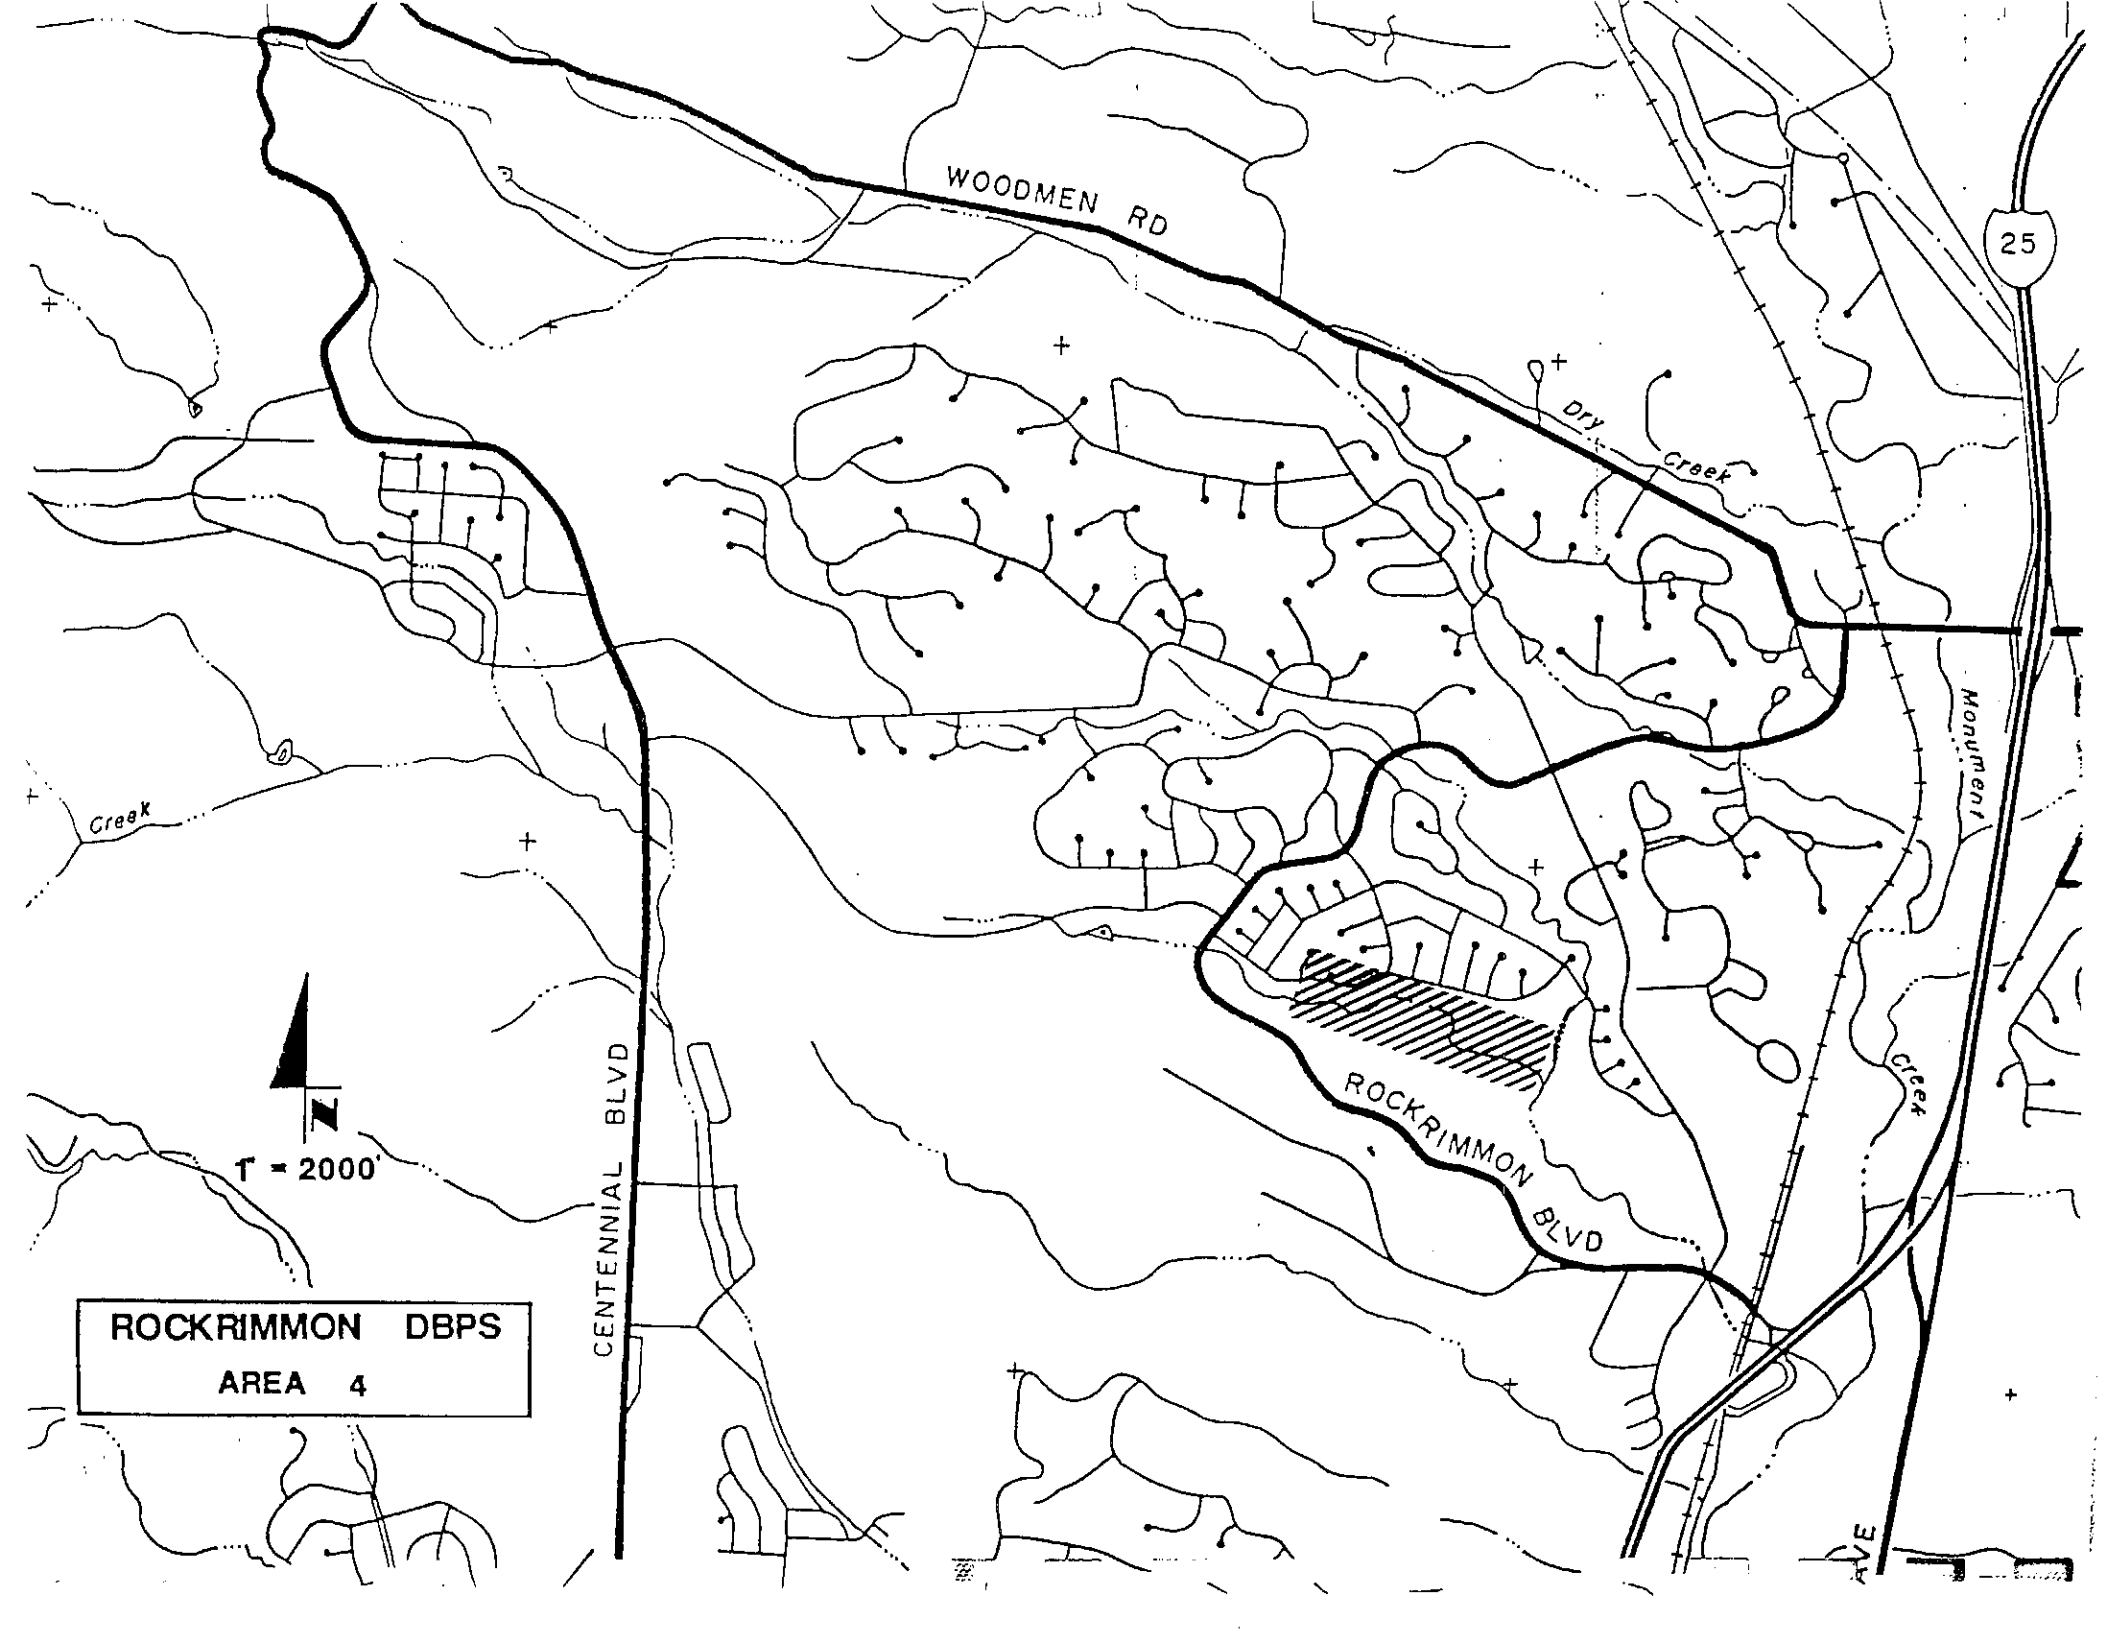 WOODMEN RD
25
Dry
Creek
Monument
Creek
Creek
CENTENNIAL BLVD
ROCKRIMMON
BLVD
N
1" = 2000'
ROCKRIMMON DBPS
AREA 4
AVE